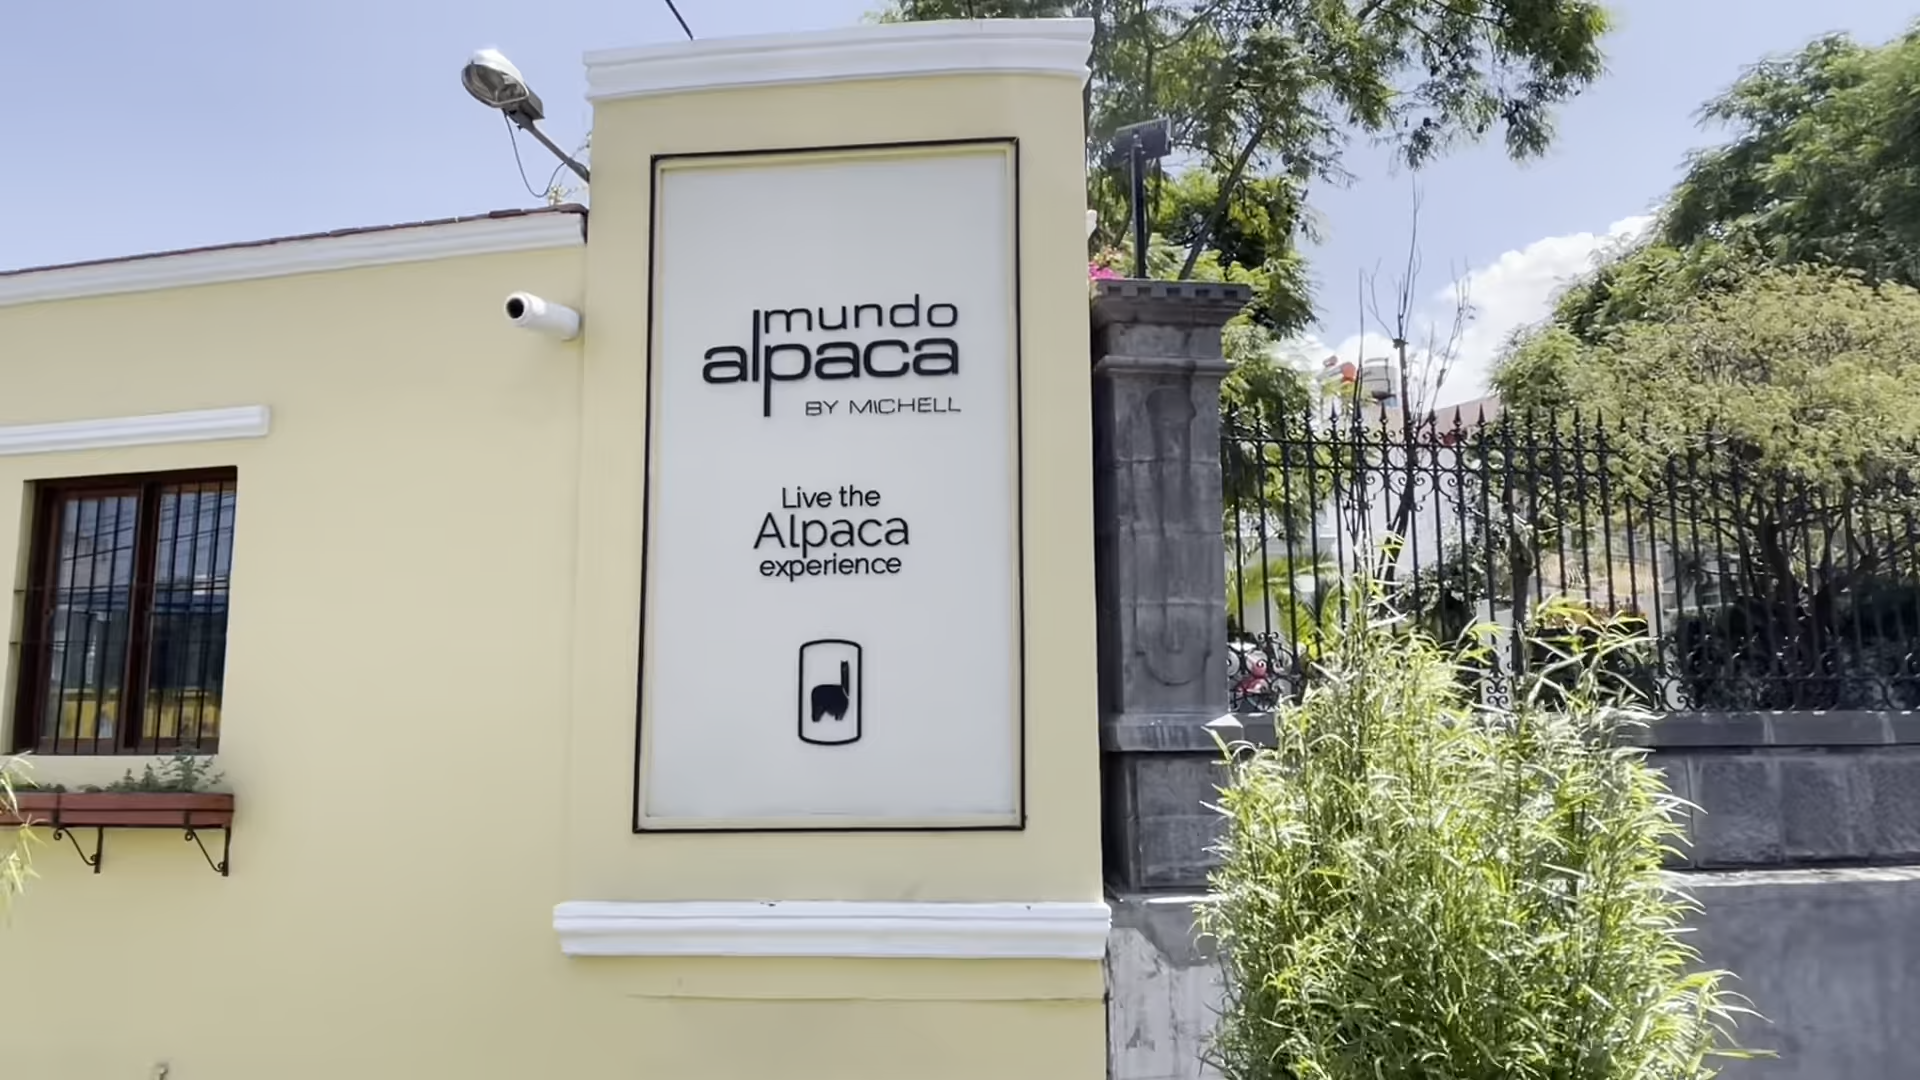 mundo
alpaca
BY MICHELL
Live the
Alpaca
experience